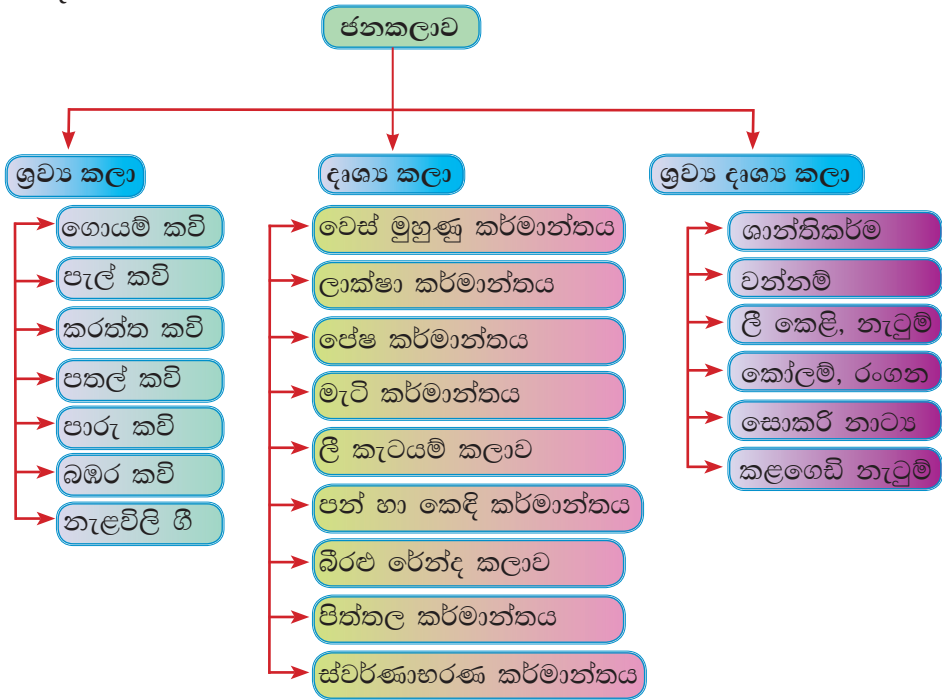 ජනකලාව
ශ්‍රව්‍ය කලා
ගොයම් කවි
පැල් කවි
කරත්ත කවි
පතල් කවි
පාරු කවි
බඹර කවි
නැළවිලි ගී
දෘශ්‍ය කලා
වෙස් මුහුණු කර්මාන්තය
ලාක්ෂා කර්මාන්තය
පේෂ කර්මාන්තය
මැටි කර්මාන්තය
ලී කැටයම් කලාව
පන් හා කෙඳි කර්මාන්තය
බීරළු රේන්ද කලාව
පිත්තල කර්මාන්තය
ස්වර්ණාභරණ කර්මාන්තය
ශ්‍රව්‍ය දෘශ්‍ය කලා
ශාන්තිකර්ම
වන්නම්
ලී කෙළි, නැටුම්
කෝලම්, රංගන
සොකරි නාට්‍ය
කළගෙඩි නැටුම්